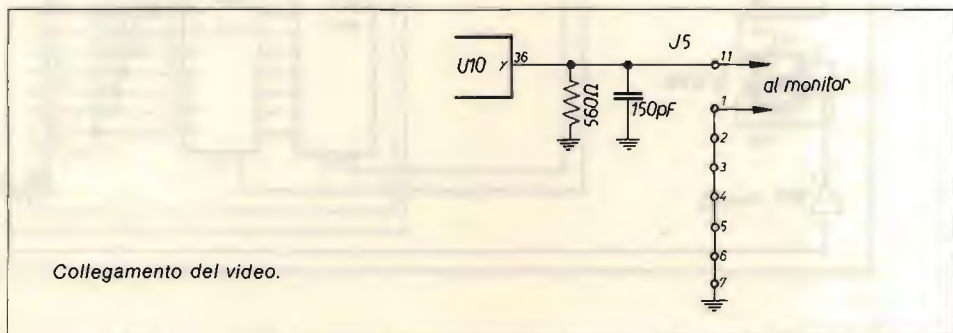 J5
U10 Y 36
11
al monitor
560Ω
150pF
1
2
3
4
5
6
7
Collegamento del video.